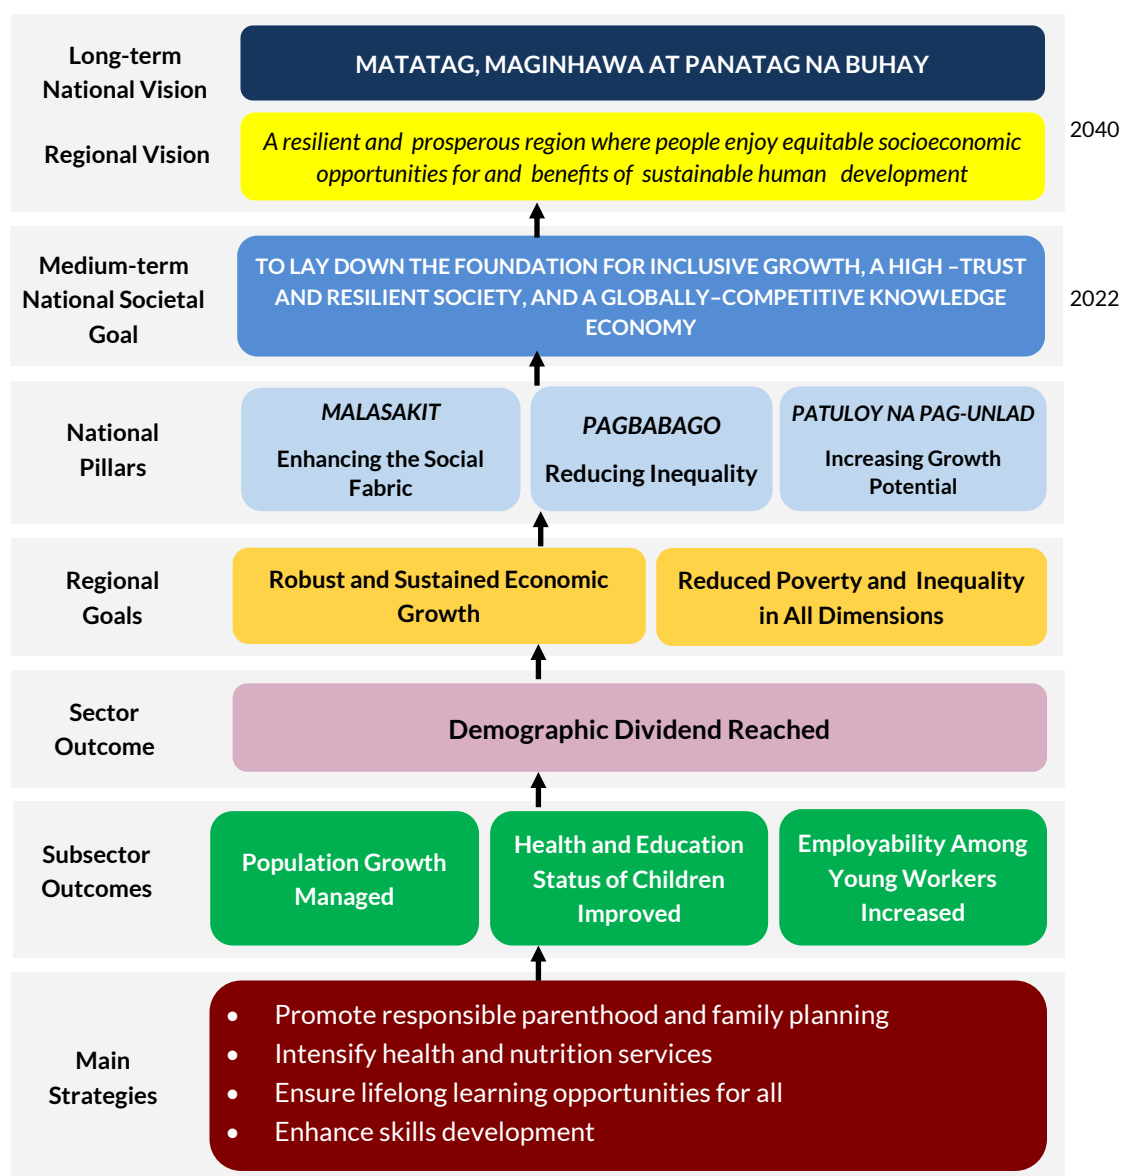 Long-term
National Vision
MATATAG, MAGINHAWA AT PANATAG NA BUHAY
Regional Vision
A resilient and prosperous region where people enjoy equitable socioeconomic
opportunities for and benefits of sustainable human development
2040
Medium-term
National Societal
Goal
TO LAY DOWN THE FOUNDATION FOR INCLUSIVE GROWTH, A HIGH –TRUST
AND RESILIENT SOCIETY, AND A GLOBALLY–COMPETITIVE KNOWLEDGE
ECONOMY
2022
National
Pillars
MALASAKIT
Enhancing the Social
Fabric
PAGBABAGO
Reducing Inequality
PATULOY NA PAG-UNLAD
Increasing Growth
Potential
Regional
Goals
Robust and Sustained Economic
Growth
Reduced Poverty and Inequality
in All Dimensions
Sector
Outcome
Demographic Dividend Reached
Subsector
Outcomes
Population Growth
Managed
Health and Education
Status of Children
Improved
Employability Among
Young Workers
Increased
Main
Strategies
• Promote responsible parenthood and family planning
• Intensify health and nutrition services
• Ensure lifelong learning opportunities for all
• Enhance skills development